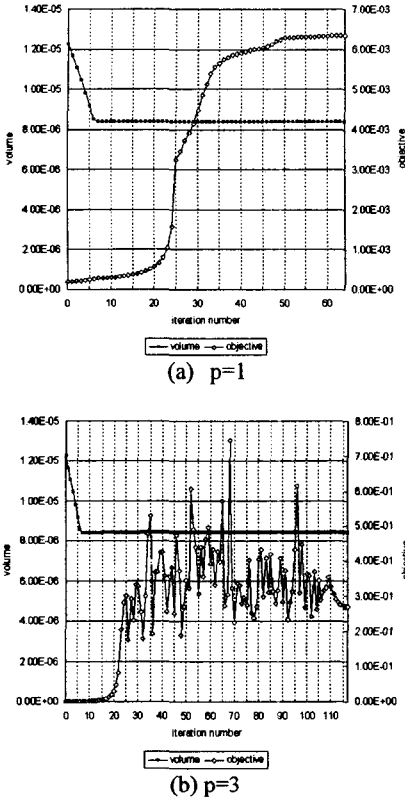 1.40E-05 7.00E-03
1.20E-05 6.00E-03
1.00E-05 5.00E-03
8.00E-06 4.00E-03
6.00E-06 3.00E-03
4.00E-06 2.00E-03
2.00E-06 1.00E-03
0.00E+00 0.00E+00
volume
objective
0 10 20 30 40 50 60
iteration number
volume objective
(a) p=1
1.40E-05 8.00E-01
1.20E-05 7.00E-01
1.00E-05 6.00E-01
8.00E-06 5.00E-01
6.00E-06 4.00E-01
4.00E-06 3.00E-01
2.00E-06 2.00E-01
0.00E+00 1.00E-01
0.00E+00
volume
objective
0 10 20 30 40 50 60 70 80 90 100 110
iteration number
volume objective
(b) p=3